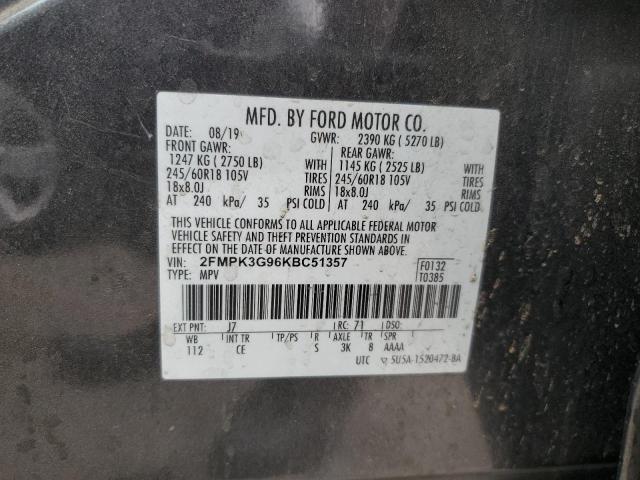 MFD. BY FORD MOTOR CO.
DATE: 08/19 GVWR: 2390 KG ( 5270 LB)
FRONT GAWR: REAR GAWR:
1247 KG ( 2750 LB) WITH 1145 KG ( 2525 LB) WITH
245/60R18 105V TIRES 245/60R18 105V TIRES
18x8.0J RIMS 18x8.0J RIMS
AT 240 kPa/ 35 PSI COLD AT 240 kPa/ 35 PSI COLD
THIS VEHICLE CONFORMS TO ALL APPLICABLE FEDERAL MOTOR
VEHICLE SAFETY AND THEFT PREVENTION STANDARDS IN
EFFECT ON THE DATE OF MANUFACTURE SHOWN ABOVE.
VIN: 2FMPK3G96KBC51357 F0132
TYPE: MPV T0385
EXT PNT: J7 RC: 71 DSO:
WB INT TR TP/PS R AXLE TR SPR
112 CE S 3K 8 AAAA
UTC ▽ 5U5A-1520472-BA